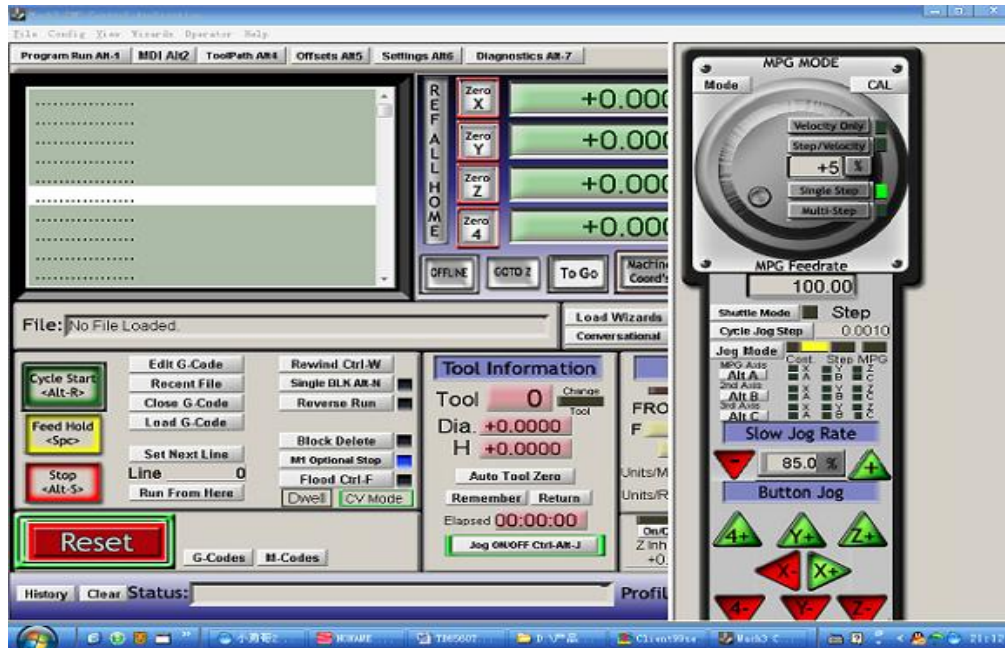 File Config View Wizards Operator Help
Program Run Alt-1 MDI Alt2 ToolPath Alt4 Offsets Alt5 Settings Alt6 Diagnostics Alt-7
REF ALL HOME
Zero X +0.000
Zero Y +0.000
Zero Z +0.000
Zero 4 +0.000
OFFLINE GOTO Z To Go Machine Coord's
File: No File Loaded.
Load Wizards
Conversational
Cycle Start <Alt-R>
Feed Hold <Spc>
Stop <Alt-S>
Edit G-Code
Recent File
Close G-Code
Load G-Code
Set Next Line
Line 0
Run From Here
Rewind Ctrl-W
Single BLK Alt-N
Reverse Run
Block Delete
M1 Optional Stop
Flood Ctrl-F
Dwell CV Mode
Reset
G-Codes M-Codes
Tool Information
Tool 0 Change Tool
Dia. +0.0000
H +0.0000
Auto Tool Zero
Remember Return
Elapsed 00:00:00
Jog ON/OFF Ctrl-Alt-J
FRO
F
Units/M
Units/R
Z Inh
+0.
History Clear Status:
Profil
MPG MODE
Mode CAL
Velocity Only
Step/Velocity
+5 %
Single Step
Multi-Step
MPG Feedrate
100.00
Shuttle Mode Step
Cycle Jog Step 0.0010
Jog Mode Cont. Step MPG
MPG Axis X Y Z
Alt A A B C
2nd Axis X Y Z
Alt B A B C
3rd Axis X Y Z
Alt C A B C
Slow Jog Rate
- 85.0 % +
Button Jog
4+ Y+ Z+
X- X+
4- Y- Z-
21:12